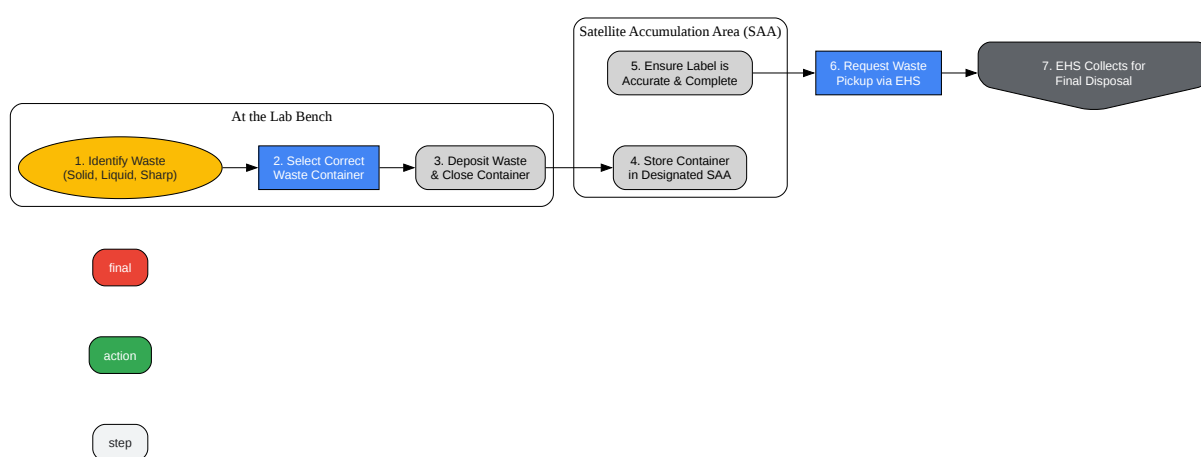 Satellite Accumulation Area (SAA)
5. Ensure Label is
Accurate & Complete
6. Request Waste
Pickup via EHS
7. EHS Collects for
Final Disposal
At the Lab Bench
1. Identify Waste
(Solid, Liquid, Sharp)
2. Select Correct
Waste Container
3. Deposit Waste
& Close Container
4. Store Container
in Designated SAA
final
action
step